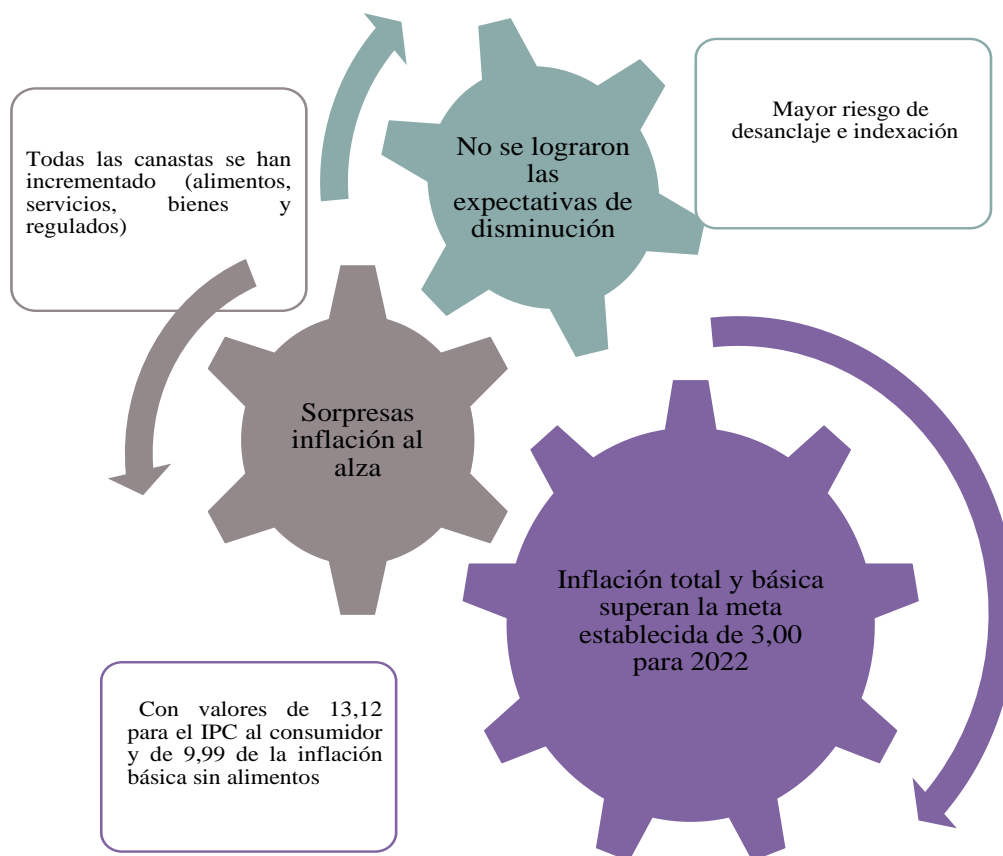 No se lograron
las
expectativas de
disminución
Mayor riesgo de
desanclaje e indexación
Todas las canastas se han
incrementado (alimentos,
servicios, bienes y
regulados)
Sorpresas
inflación al
alza
Inflación total y básica
superan la meta
establecida de 3,00
para 2022
Con valores de 13,12
para el IPC al consumidor
y de 9,99 de la inflación
básica sin alimentos